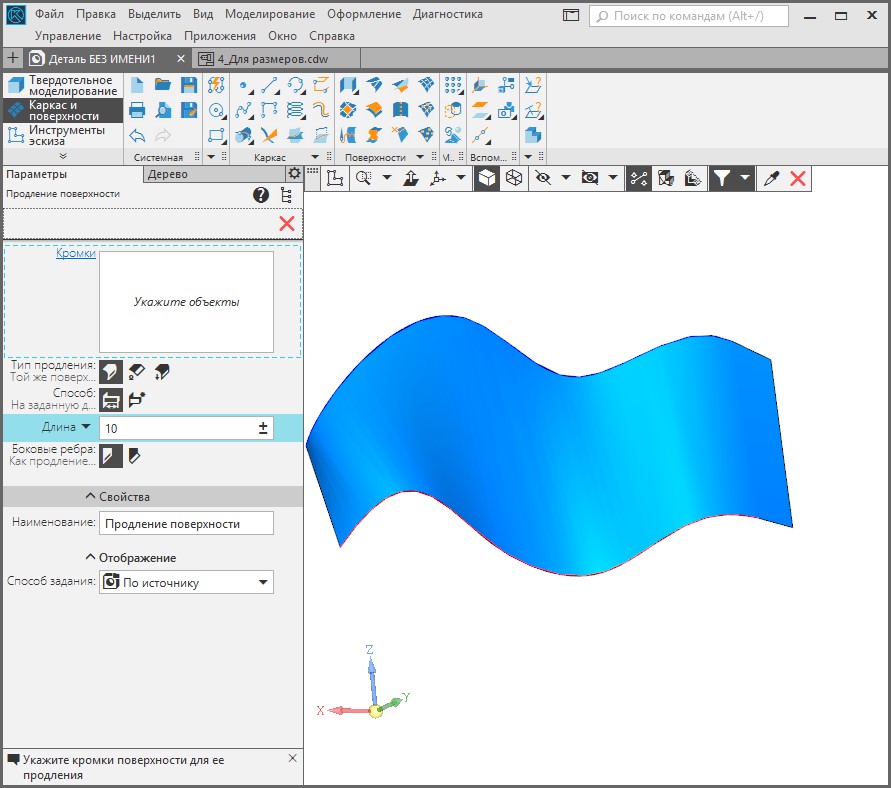 Файл Правка Выделить Вид Моделирование Оформление Диагностика
Поиск по командам (Alt+/)
Управление Настройка Приложения Окно Справка
Деталь БЕЗ ИМЕНИ1
4_Для размеров.cdw
Твердотельное
моделирование
Каркас и
поверхности
Инструменты
эскиза
Системная
Каркас
Поверхности
М..
Вспом...
Параметры
Дерево
Продление поверхности
Кромки
Укажите объекты
Тип продления:
Той же поверх...
Способ:
На заданную д...
Длина
10
Боковые ребра:
Как продление...
Свойства
Наименование:
Продление поверхности
Отображение
Способ задания:
По источнику
Z
Y
X
Укажите кромки поверхности для ее
продления